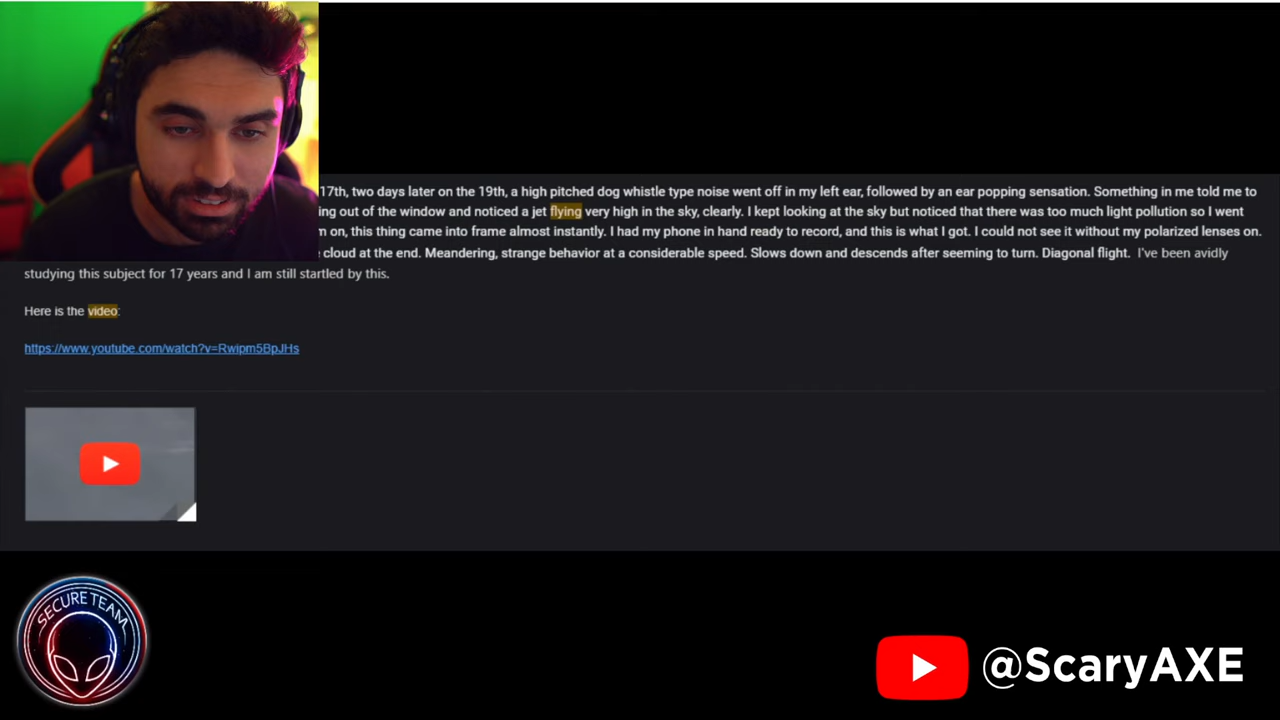 17th, two days later on the 19th, a high pitched dog whistle type noise went off in my left ear, followed by an ear popping sensation. Something in me told me to
ing out of the window and noticed a jet flying very high in the sky, clearly. I kept looking at the sky but noticed that there was too much light pollution so I went
on, this thing came into frame almost instantly. I had my phone in hand ready to record, and this is what I got. I could not see it without my polarized lenses on.
cloud at the end. Meandering, strange behavior at a considerable speed. Slows down and descends after seeming to turn. Diagonal flight. I've been avidly
studying this subject for 17 years and I am still startled by this.
Here is the video:
https://www.youtube.com/watch?v=Rwipm5BpJHs
SECURE TEAM
@ScaryAXE